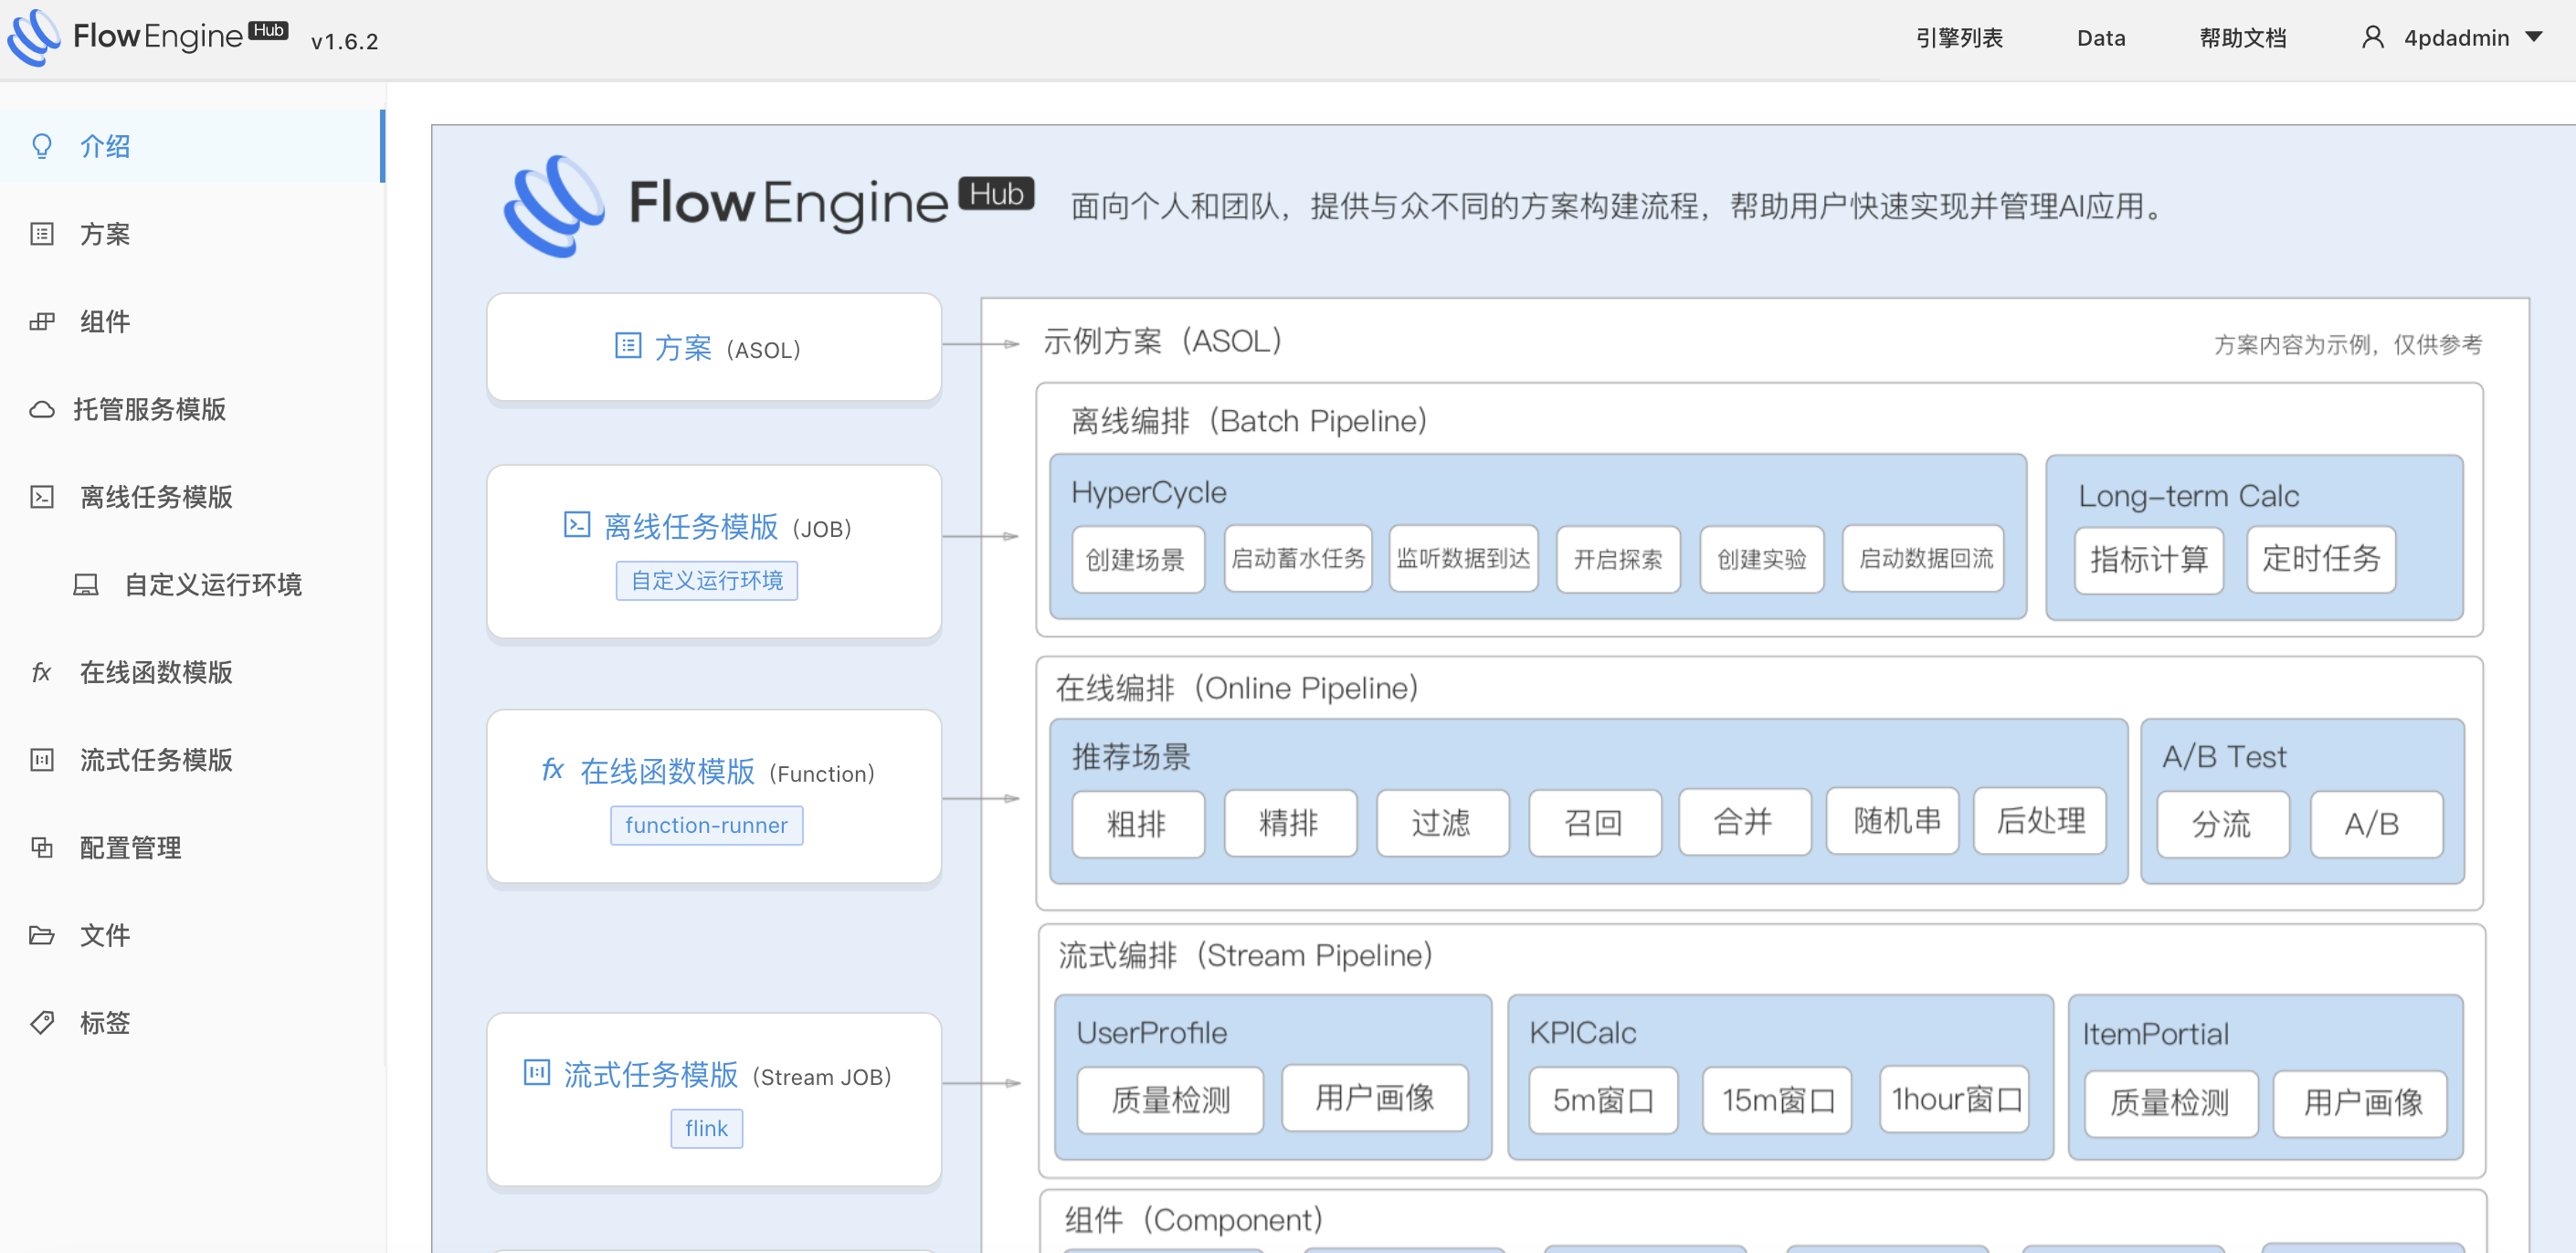 FlowEngine Hub v1.6.2
引擎列表 Data 帮助文档 4pdadmin
介绍
方案
组件
托管服务模版
离线任务模版
自定义运行环境
fx 在线函数模版
流式任务模版
配置管理
文件
标签
FlowEngine Hub 面向个人和团队，提供与众不同的方案构建流程，帮助用户快速实现并管理AI应用。
方案 (ASOL)
离线任务模版 (JOB)
自定义运行环境
fx 在线函数模版 (Function)
function-runner
流式任务模版 (Stream JOB)
flink
示例方案（ASOL） 方案内容为示例，仅供参考
离线编排（Batch Pipeline）
HyperCycle
创建场景 启动蓄水任务 监听数据到达 开启探索 创建实验 启动数据回流
Long-term Calc
指标计算 定时任务
在线编排（Online Pipeline）
推荐场景
粗排 精排 过滤 召回 合并 随机串 后处理
A/B Test
分流 A/B
流式编排（Stream Pipeline）
UserProfile
质量检测 用户画像
KPICalc
5m窗口 15m窗口 1hour窗口
ItemPortial
质量检测 用户画像
组件（Component）